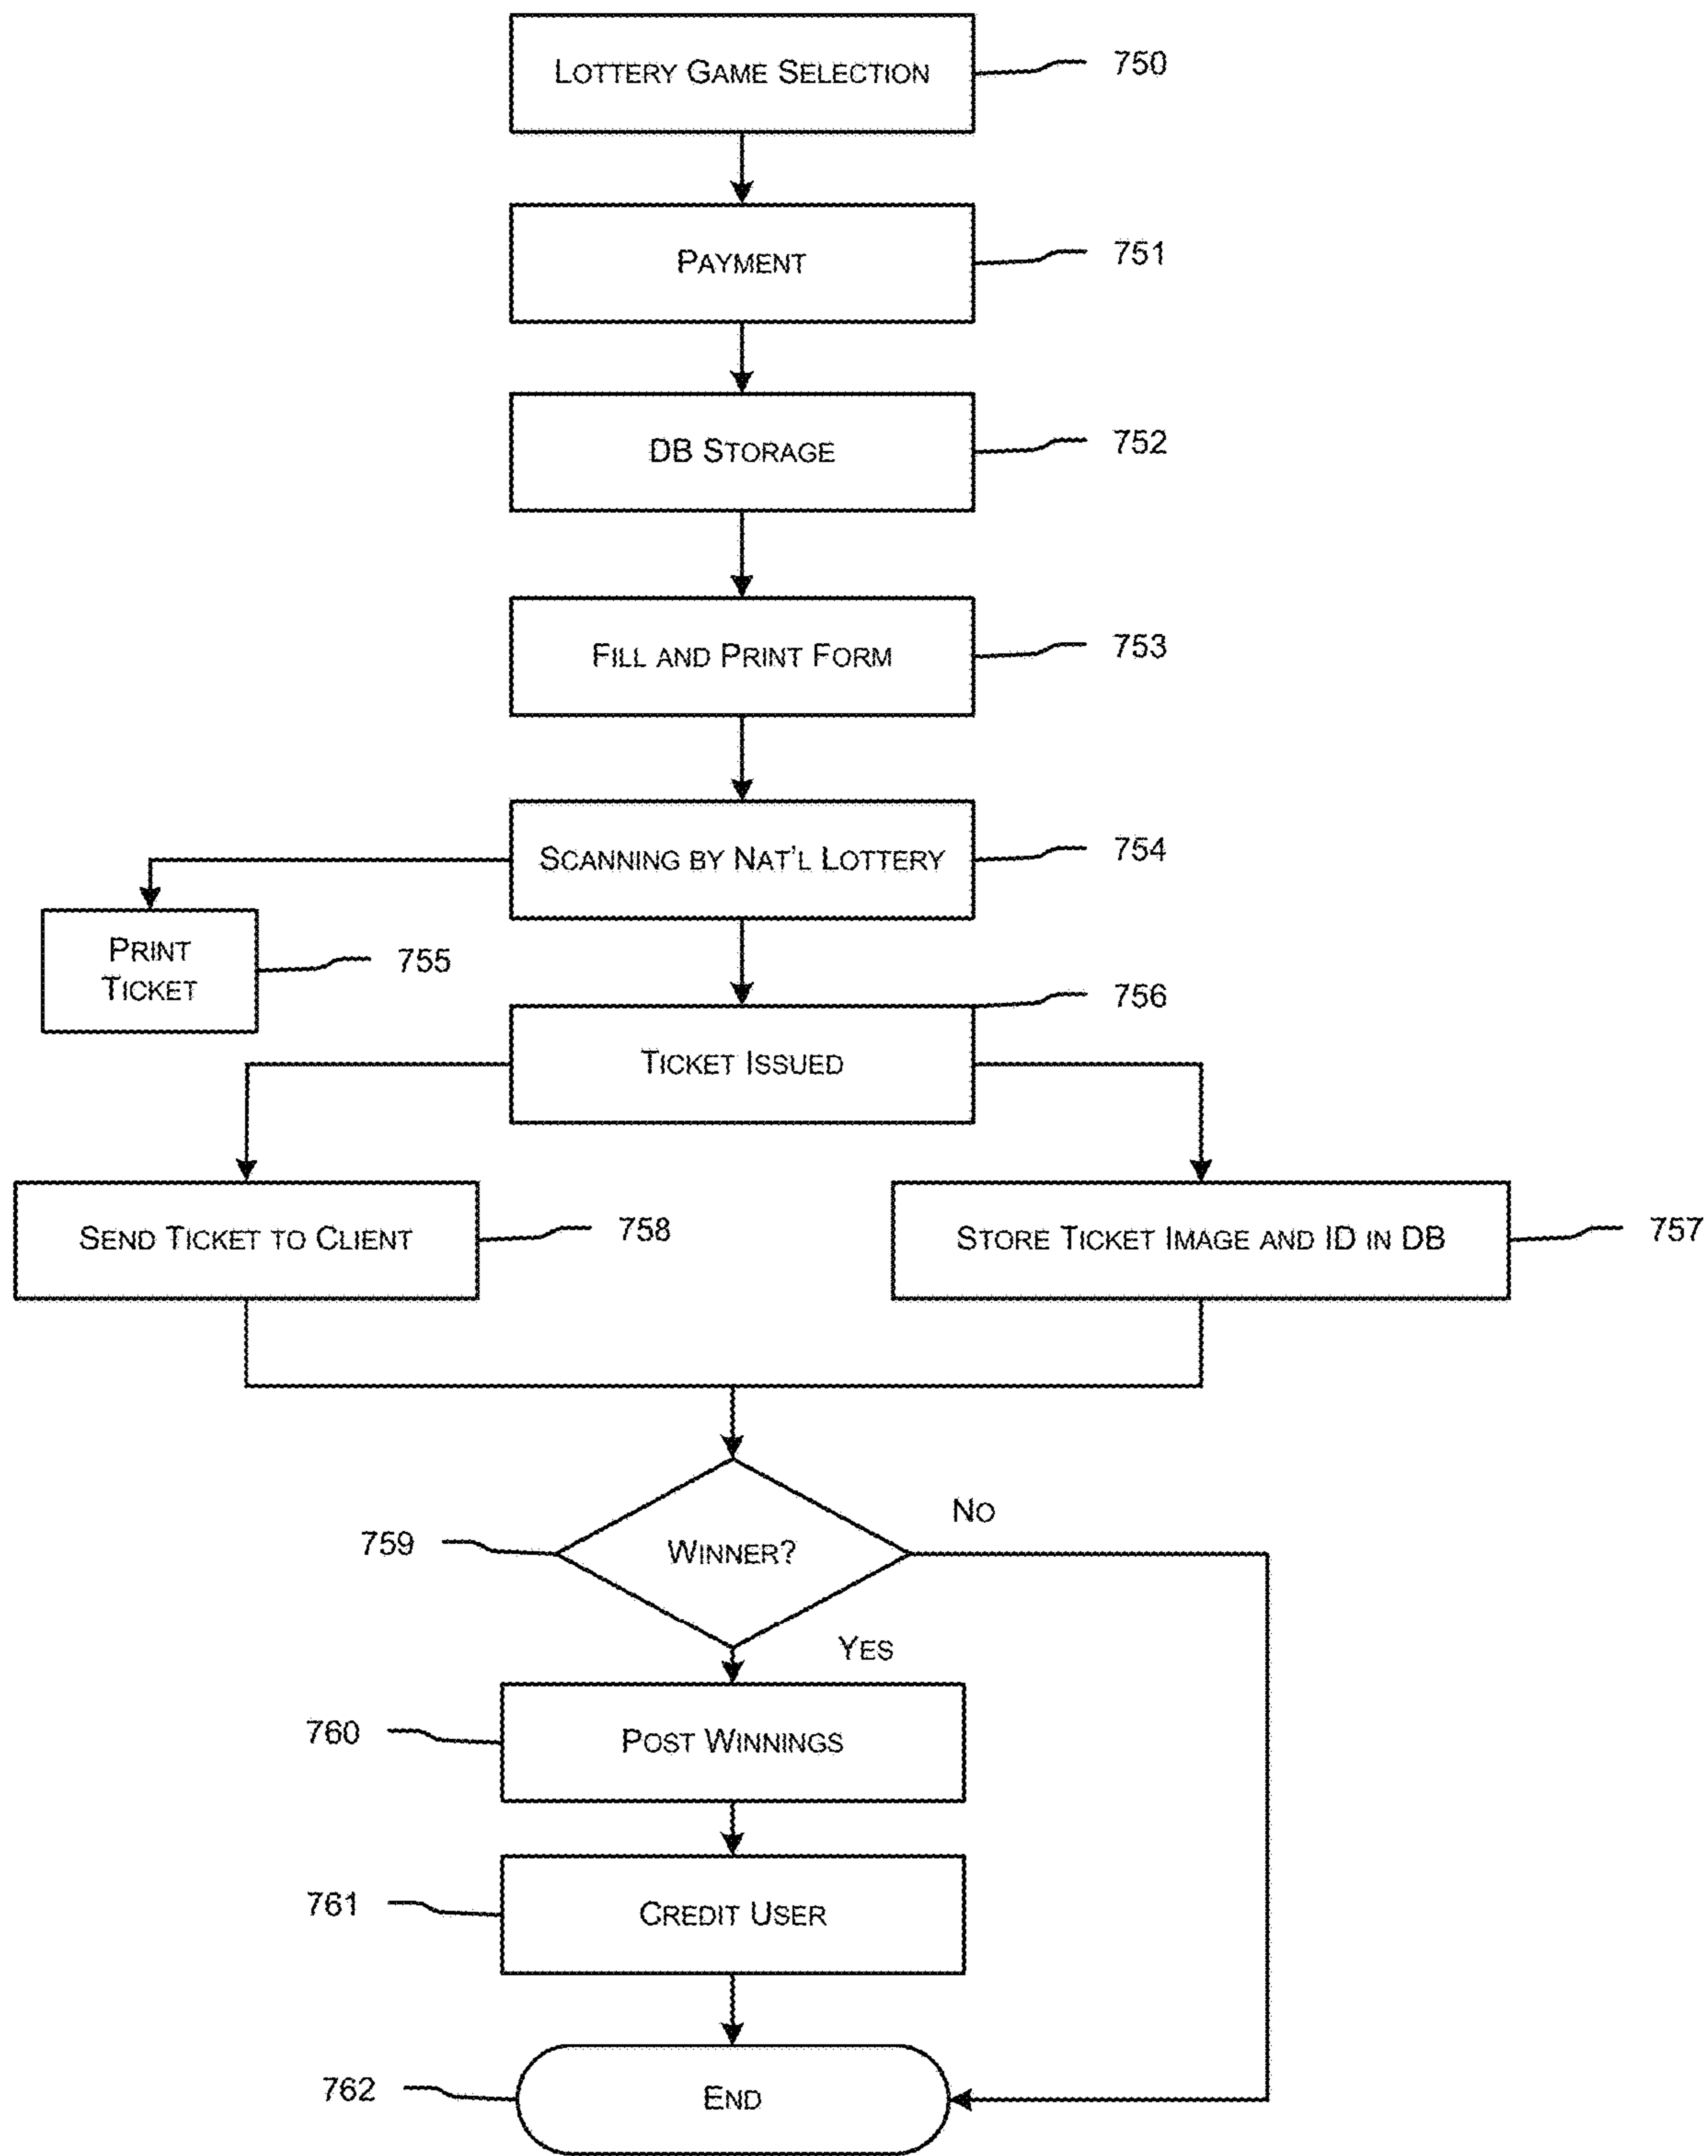 LOTTERY GAME SELECTION
750
PAYMENT
751
DB STORAGE
752
FILL AND PRINT FORM
753
SCANNING BY NAT'L LOTTERY
754
PRINT
TICKET
755
756
TICKET ISSUED
SEND TICKET TO CLIENT
758
STORE TICKET IMAGE AND ID IN DB
757
NO
759
WINNER?
YES
760
POST WINNINGS
761
CREDIT USER
762
END